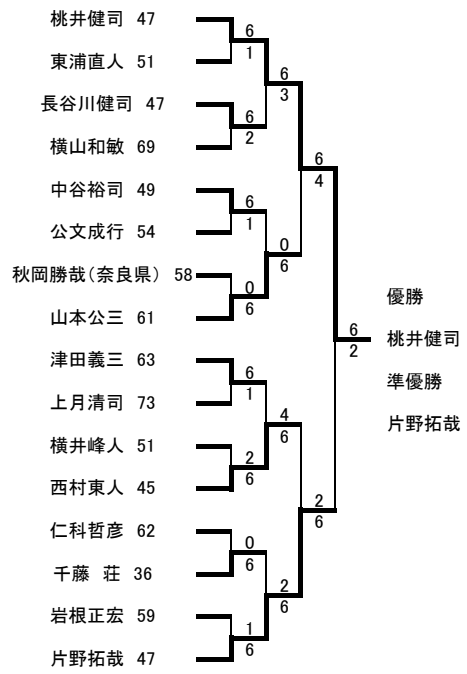 桃井健司 47
6
東浦直人 51
1
6
長谷川健司 47
3
6
横山和敏 69
2
6
中谷裕司 49
4
6
公文成行 54
1
0
秋岡勝哉(奈良県) 58
6
0
優勝
山本公三 61
6
6
桃井健司
津田義三 63
2
6
準優勝
上月清司 73
1
4
片野拓哉
横井峰人 51
6
2
西村東人 45
6
2
仁科哲彦 62
6
0
千藤 荘 36
6
2
岩根正宏 59
6
1
片野拓哉 47
6